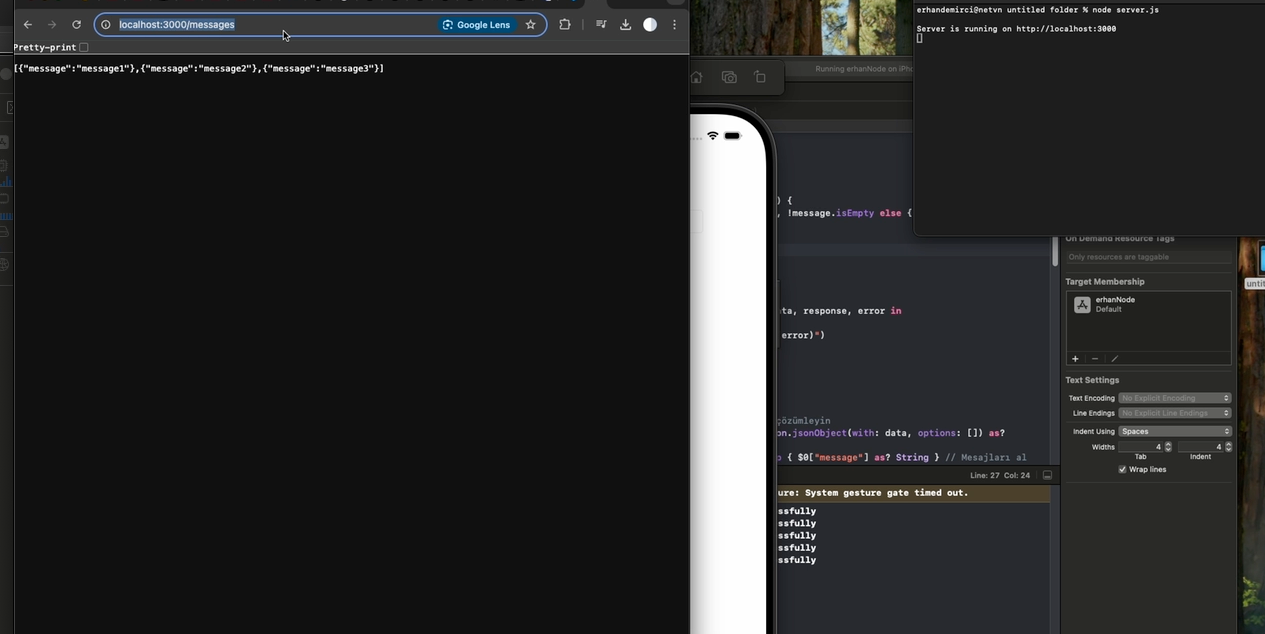 localhost:3000/messages
Google Lens
Pretty-print
[{"message":"message1"},{"message":"message2"},{"message":"message3"}]
Running erhanNode on iPho
) {
, !message.isEmpty else {
ta, response, error in
error)")
çözümleyin
on.jsonObject(with: data, options: []) as?
{ $0["message"] as? String } // Mesajları al
Line: 27 Col: 24
ure: System gesture gate timed out.
ssfully
ssfully
ssfully
ssfully
ssfully
erhandemirci@netvn untitled folder % node server.js
Server is running on http://localhost:3000
On Demand Resource Tags
Only resources are taggable
Target Membership
erhanNode
Default
Text Settings
Text Encoding No Explicit Encoding
Line Endings No Explicit Line Endings
Indent Using Spaces
Widths 4 4
Tab Indent
Wrap lines
unti